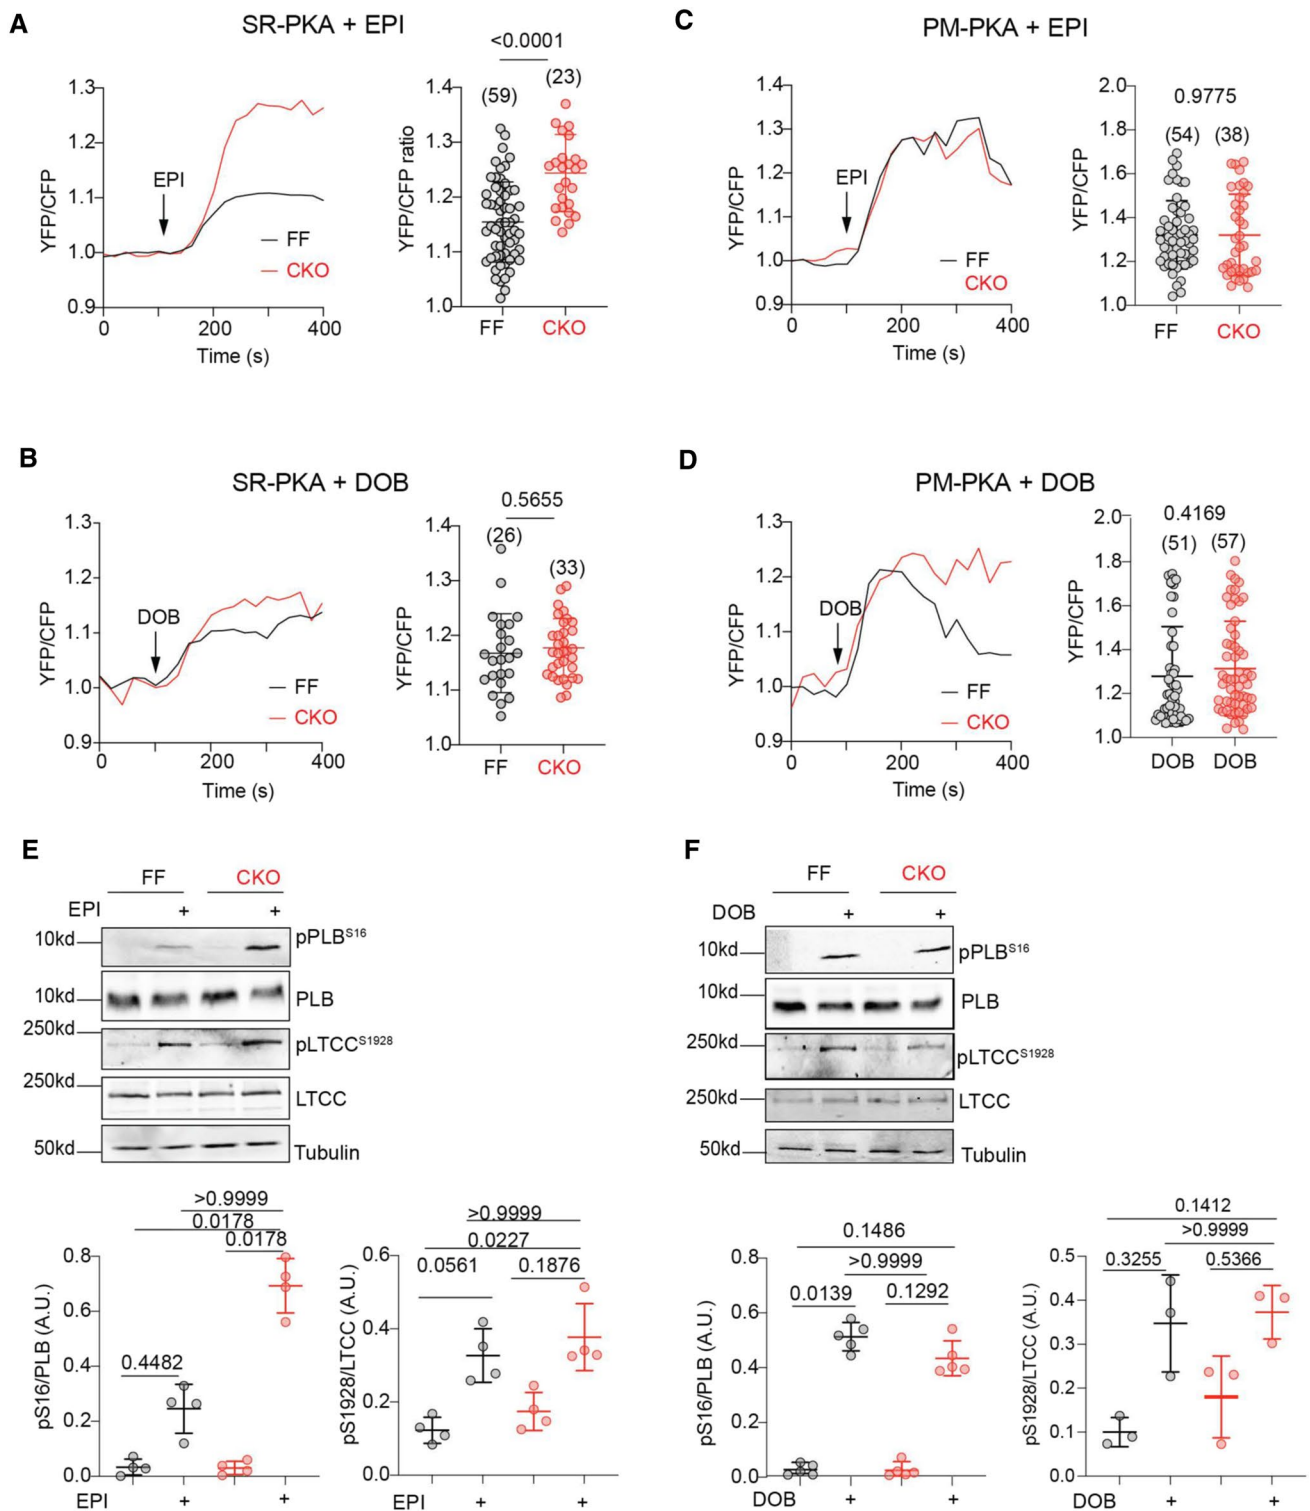 A
SR-PKA + EPI
<0.0001
(59)
(23)
YFP/CFP
1.3
1.2
1.1
1.0
0.9
EPI
FF
CKO
0
200
400
Time (s)
YFP/CFP ratio
1.4
1.3
1.2
1.1
1.0
FF
CKO
C
PM-PKA + EPI
0.9775
(54)
(38)
YFP/CFP
1.4
1.3
1.2
1.1
1.0
0.9
EPI
FF
CKO
0
200
400
Time (s)
YFP/CFP
2.0
1.8
1.6
1.4
1.2
1.0
FF
CKO
B
SR-PKA + DOB
0.5655
(26)
(33)
YFP/CFP
1.3
1.2
1.1
1.0
0.9
DOB
FF
CKO
0
200
400
Time (s)
YFP/CFP
1.4
1.3
1.2
1.1
1.0
FF
CKO
D
PM-PKA + DOB
0.4169
(51)
(57)
YFP/CFP
1.3
1.2
1.1
1.0
0.9
DOB
FF
CKO
0
200
400
Time (s)
YFP/CFP
2.0
1.8
1.6
1.4
1.2
1.0
DOB
DOB
E
FF
CKO
EPI + +
10kd
pPLBS16
10kd
PLB
250kd
pLTCCS1928
250kd
LTCC
50kd
Tubulin
>0.9999
0.0178
0.0178
0.4482
pS16/PLB (A.U.)
0.8
0.6
0.4
0.2
0.0
EPI + +
>0.9999
0.0227
0.0561
0.1876
pS1928/LTCC (A.U.)
0.6
0.4
0.2
0.0
EPI + +
F
FF
CKO
DOB + +
10kd
pPLBS16
10kd
PLB
250kd
pLTCCS1928
250kd
LTCC
50kd
Tubulin
0.1486
>0.9999
0.0139
0.1292
pS16/PLB (A.U.)
0.8
0.6
0.4
0.2
0.0
DOB + +
0.1412
>0.9999
0.3255
0.5366
pS1928/LTCC (A.U.)
0.5
0.4
0.3
0.2
0.1
0.0
DOB + +